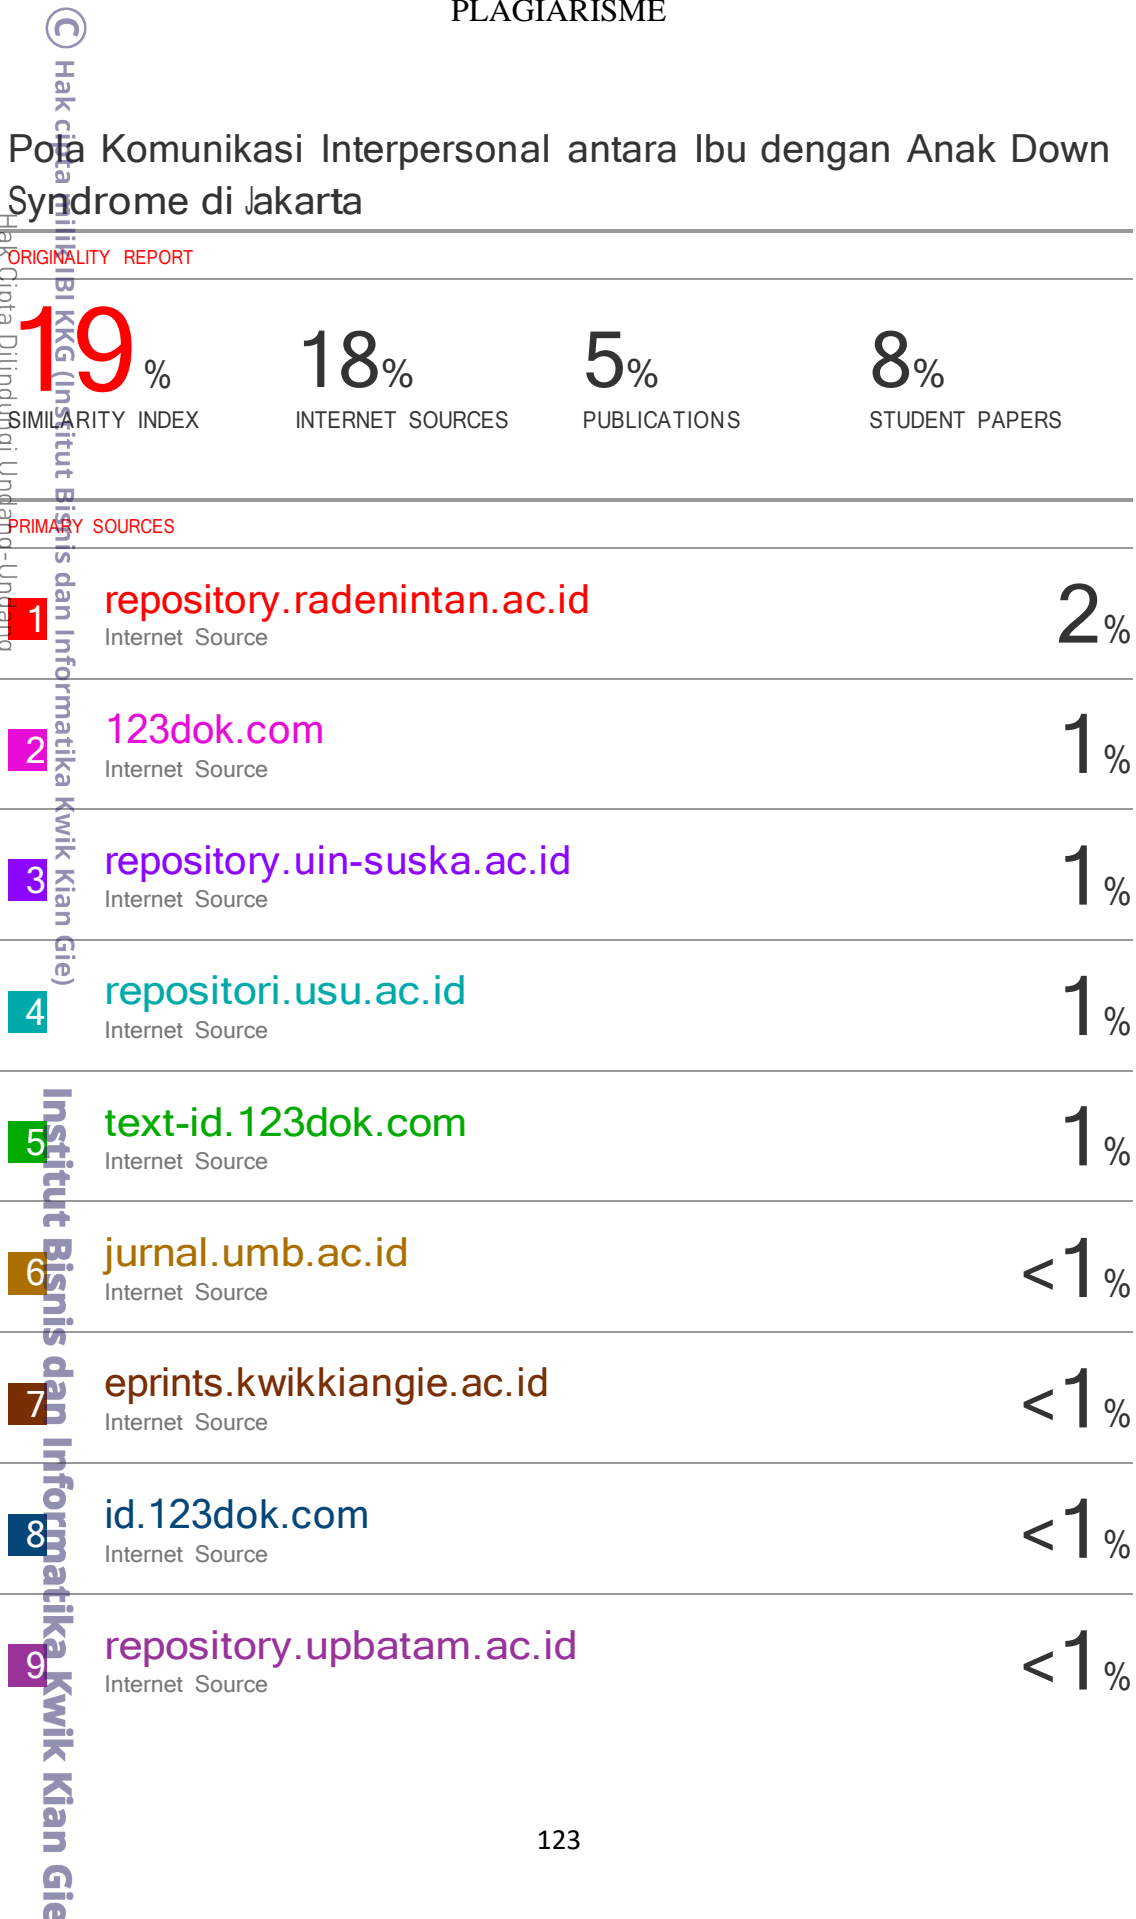 PLAGIARISME
Pola Komunikasi Interpersonal antara Ibu dengan Anak Down
Syndrome di Jakarta
ORIGINALITY REPORT
19%
SIMILARITY INDEX
18%
INTERNET SOURCES
5%
PUBLICATIONS
8%
STUDENT PAPERS
PRIMARY SOURCES
1
repository.radenintan.ac.id
Internet Source
2%
2
123dok.com
Internet Source
1%
3
repository.uin-suska.ac.id
Internet Source
1%
4
repositori.usu.ac.id
Internet Source
1%
5
text-id.123dok.com
Internet Source
1%
6
jurnal.umb.ac.id
Internet Source
<1%
7
eprints.kwikkiangie.ac.id
Internet Source
<1%
8
id.123dok.com
Internet Source
<1%
9
repository.upbatam.ac.id
Internet Source
<1%
123
© Hak cipta milik IBI KKG (Institut Bisnis dan Informatika Kwik Kian Gie)
Hak Cipta Dilindungi Undang-Undang
Institut Bisnis dan Informatika Kwik Kian Gie